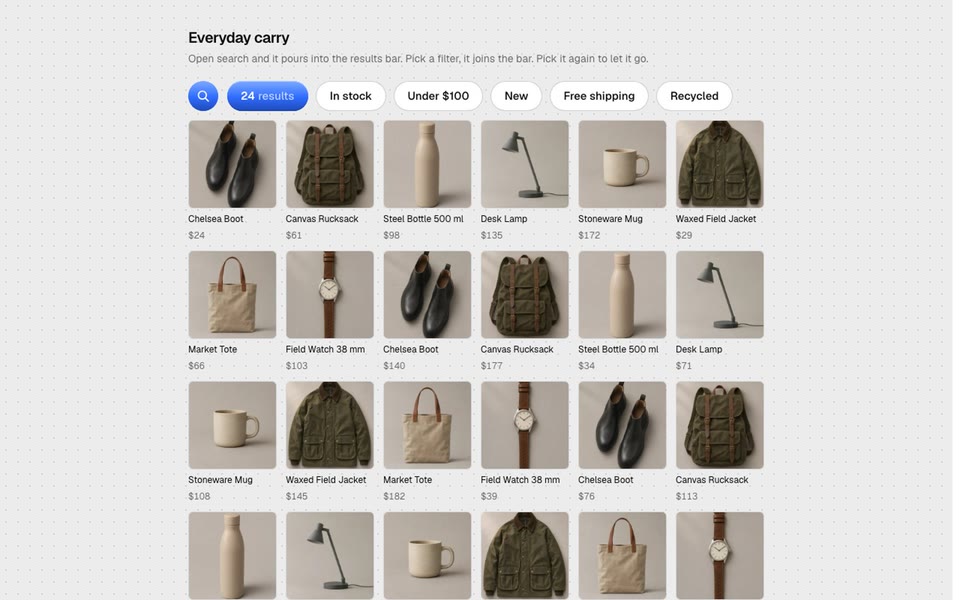 Everyday carry
Open search and it pours into the results bar. Pick a filter, it joins the bar. Pick it again to let it go.
24 results In stock Under $100 New Free shipping Recycled
Chelsea Boot Canvas Rucksack Steel Bottle 500 ml Desk Lamp Stoneware Mug Waxed Field Jacket
$24 $61 $98 $135 $172 $29
Market Tote Field Watch 38 mm Chelsea Boot Canvas Rucksack Steel Bottle 500 ml Desk Lamp
$66 $103 $140 $177 $34 $71
Stoneware Mug Waxed Field Jacket Market Tote Field Watch 38 mm Chelsea Boot Canvas Rucksack
$108 $145 $182 $39 $76 $113